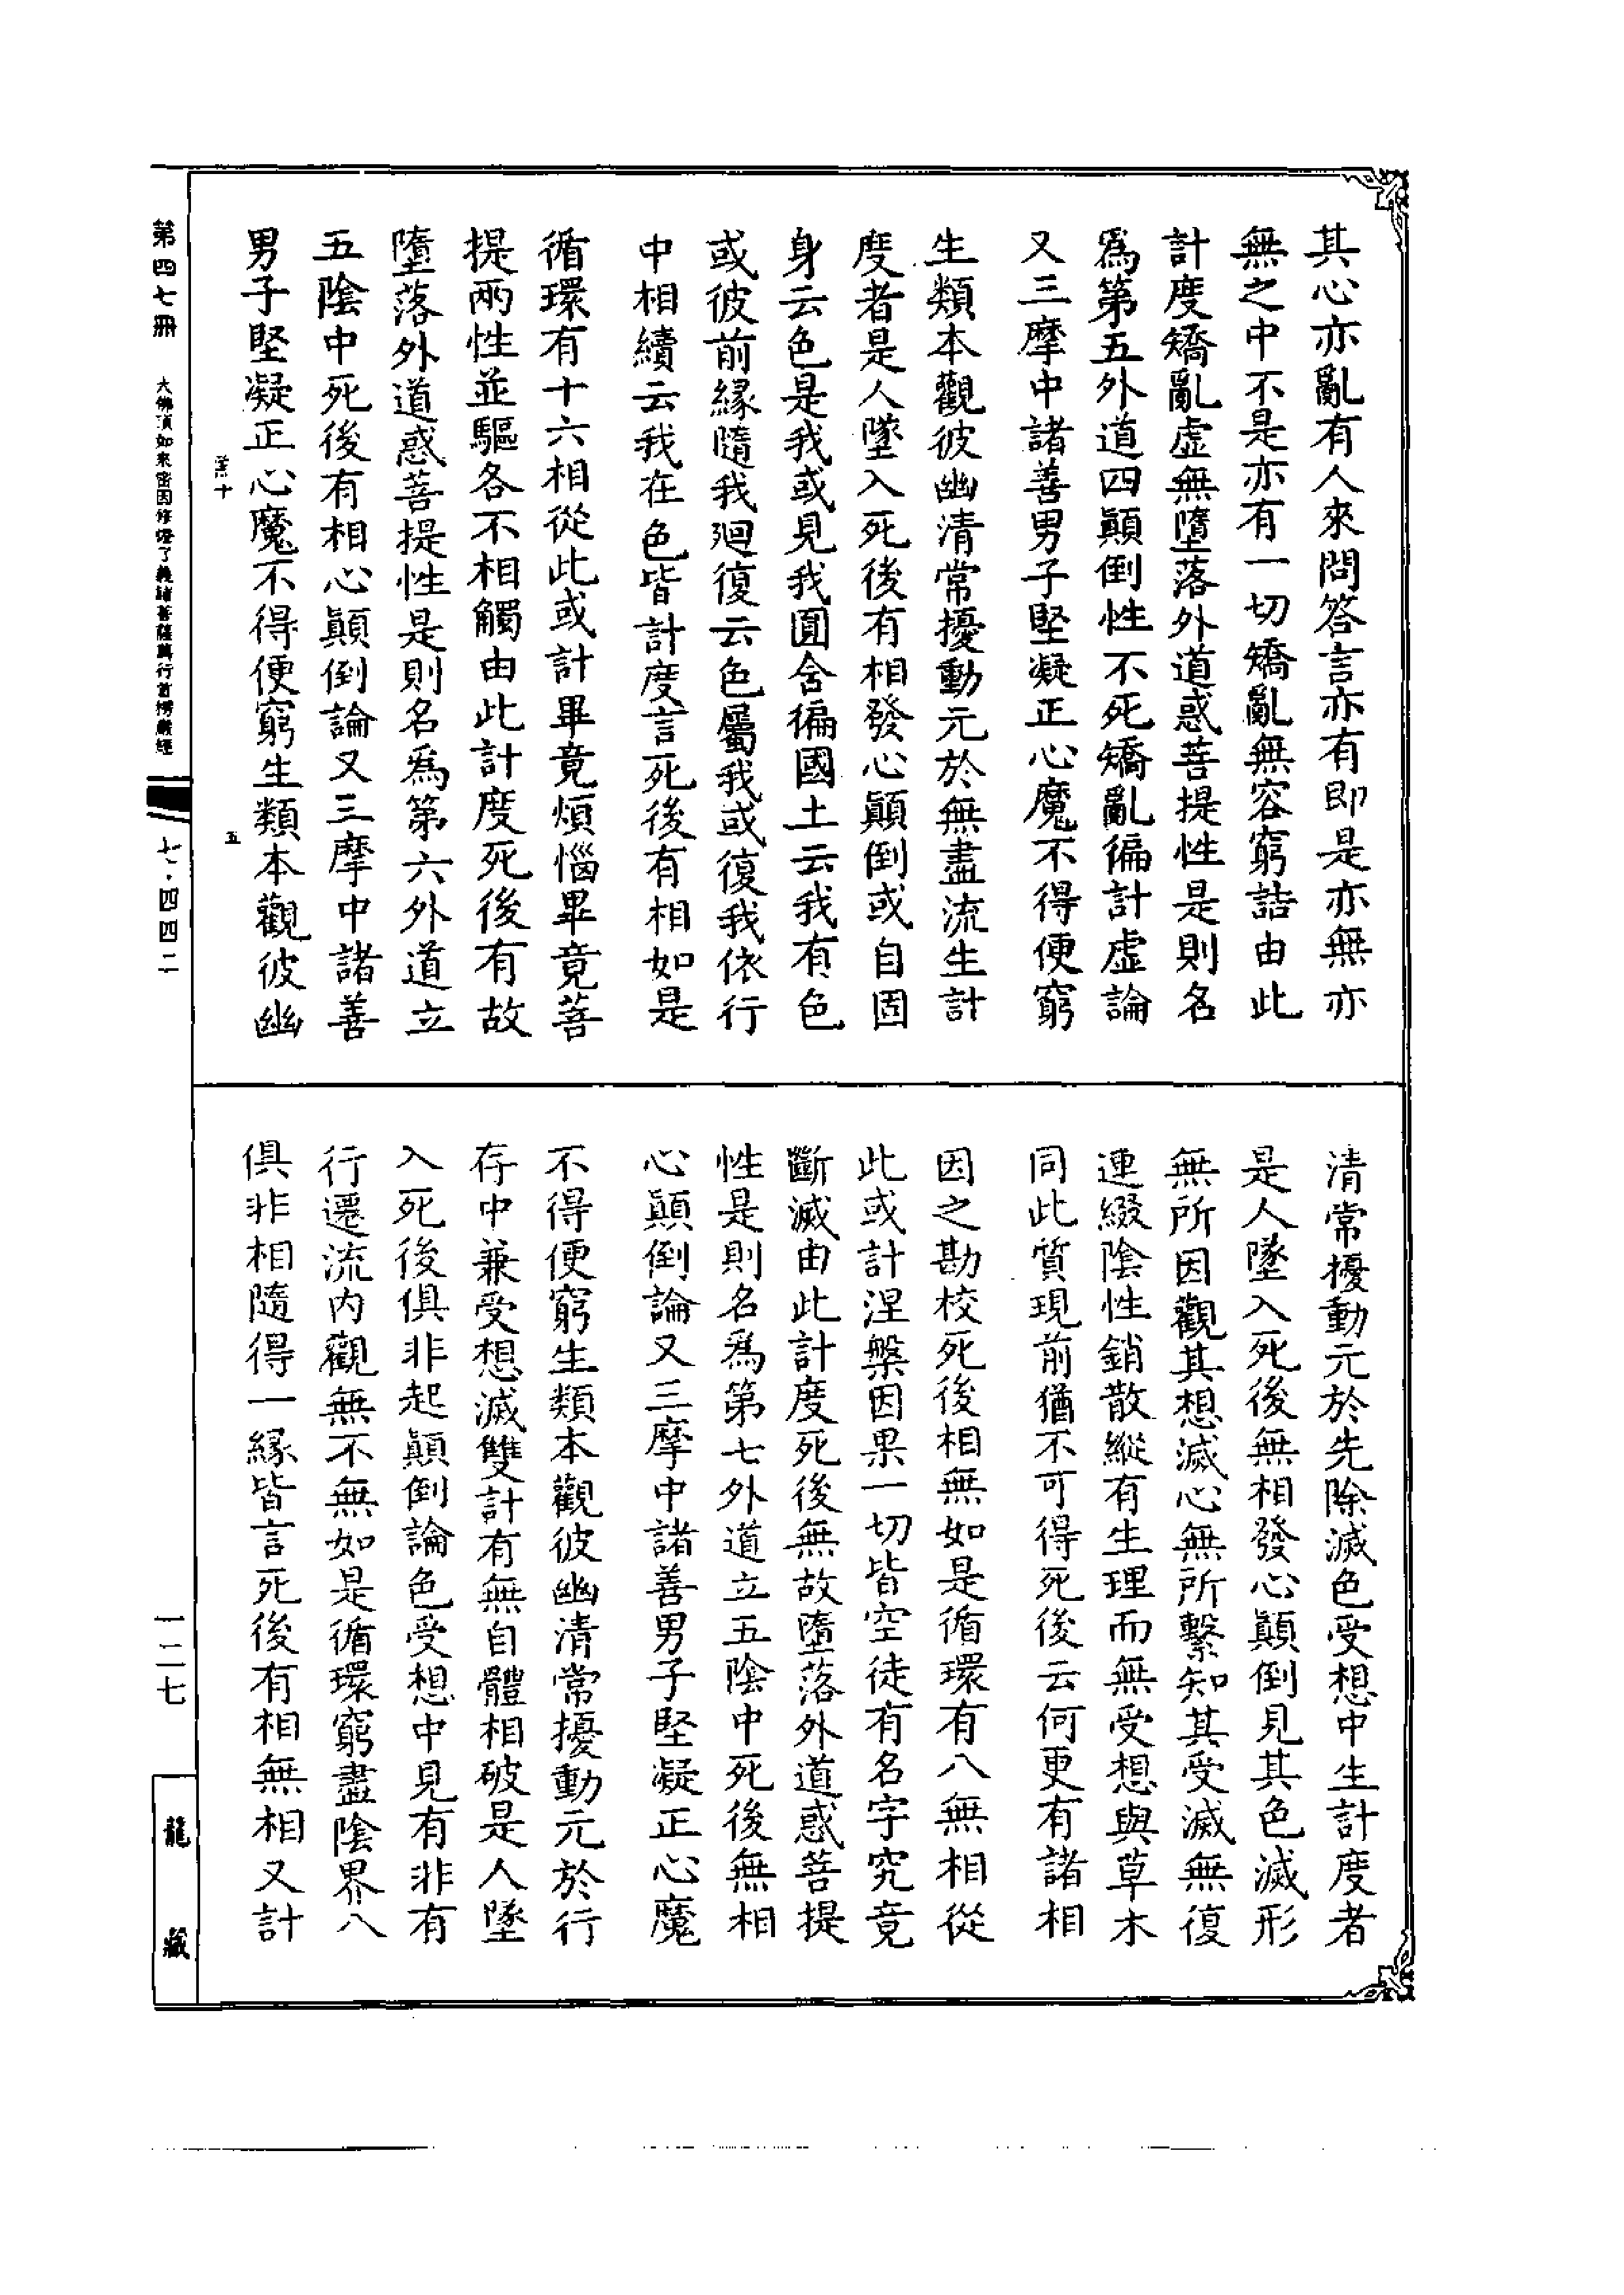 其心亦亂有人來問答言亦有即是亦無亦
無之中不是亦有一切矯亂無容窮詰由此
計度矯亂虛無墮落外道惑菩提性是則名
爲第五外道四顛倒性不死矯亂徧計虛論
又三摩中諸善男子堅凝正心魔不得便窮
生類本觀彼幽清常擾動元於無盡流生計
度者是人墜入死後有相發心顛倒或自固
身云色是我或見我圓含徧國土云我有色
或彼前緣隨我廻復云色屬我或復我依行
中相續云我在色皆計度言死後有相如是
循環有十六相從此或計畢竟煩惱畢竟菩
提兩性並驅各不相觸由此計度死後有故
墮落外道惑菩提性是則名爲第六外道立
五陰中死後有相心顛倒論又三摩中諸善
男子堅凝正心魔不得便窮生類本觀彼幽
清常擾動元於先除滅色受想中生計度者
是人墜入死後無相發心顛倒見其色滅形
無所因觀其想滅心無所繫知其受滅無復
連綴陰性銷散縱有生理而無受想與草木
同此質現前猶不可得死後云何更有諸相
因之勘校死後相無如是循環有八無相從
此或計涅槃因果一切皆空徒有名字究竟
斷滅由此計度死後無故墮落外道惑菩提
性是則名爲第七外道立五陰中死後無相
心顛倒論又三摩中諸善男子堅凝正心魔
不得便窮生類本觀彼幽清常擾動元於行
存中兼受想滅雙計有無自體相破是人墜
入死後俱非起顛倒論色受想中見有非有
行遷流內觀無不無如是循環窮盡陰界八
俱非相隨得一緣皆言死後有相無相又計
十
五
第四七冊 大佛頂如來密因修證了義諸菩薩萬行首楞嚴經 七·四四二
一二七
龍藏